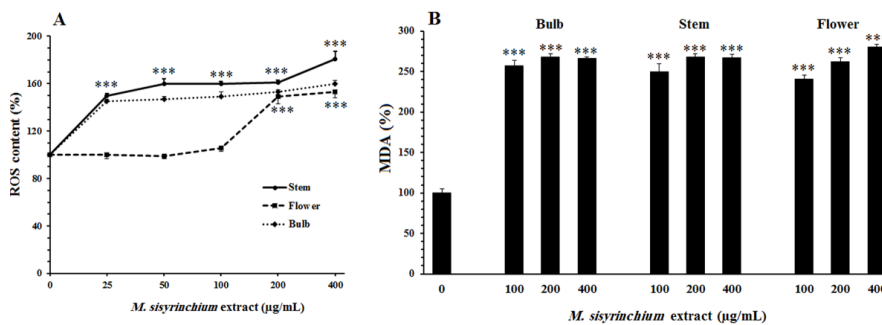 A
ROS content (%)
200
160
120
80
40
0
*** *** *** *** ***
*** ***
Stem
Flower
Bulb
0 25 50 100 200 400
M. sisyrinchium extract (µg/mL)
B
MDA (%)
300
250
200
150
100
50
0
Bulb Stem Flower
*** *** *** *** *** *** *** *** **
0 100 200 400 100 200 400 100 200 400
M. sisyrinchium extract (µg/mL)